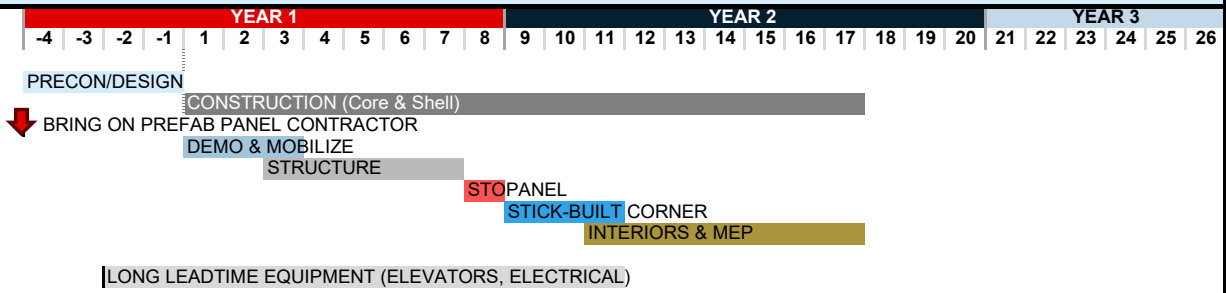 YEAR 1 YEAR 2 YEAR 3
-4 -3 -2 -1 1 2 3 4 5 6 7 8 9 10 11 12 13 14 15 16 17 18 19 20 21 22 23 24 25 26
PRECON/DESIGN
CONSTRUCTION (Core & Shell)
BRING ON PREFAB PANEL CONTRACTOR
DEMO & MOBILIZE
STRUCTURE
STOPANEL
STICK-BUILT CORNER
INTERIORS & MEP
LONG LEADTIME EQUIPMENT (ELEVATORS, ELECTRICAL)